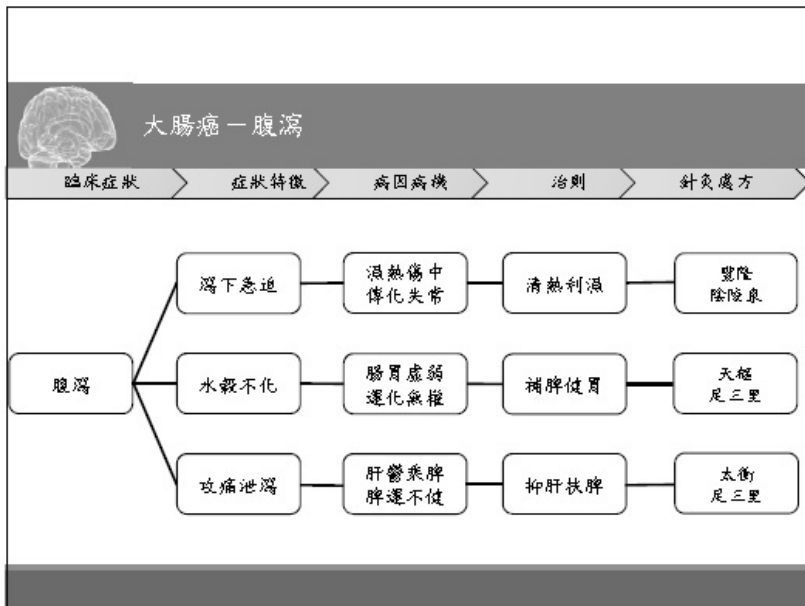 大腸癌－腹瀉
臨床症狀
症狀特徵
病因病機
治則
針灸處方
腹瀉
瀉下急迫
濕熱傷中
傳化失常
清熱利濕
豐隆
陰陵泉
水穀不化
腸胃虛弱
運化無權
補脾健胃
天樞
足三里
攻痛泄瀉
肝鬱乘脾
脾運不健
抑肝扶脾
太衝
足三里